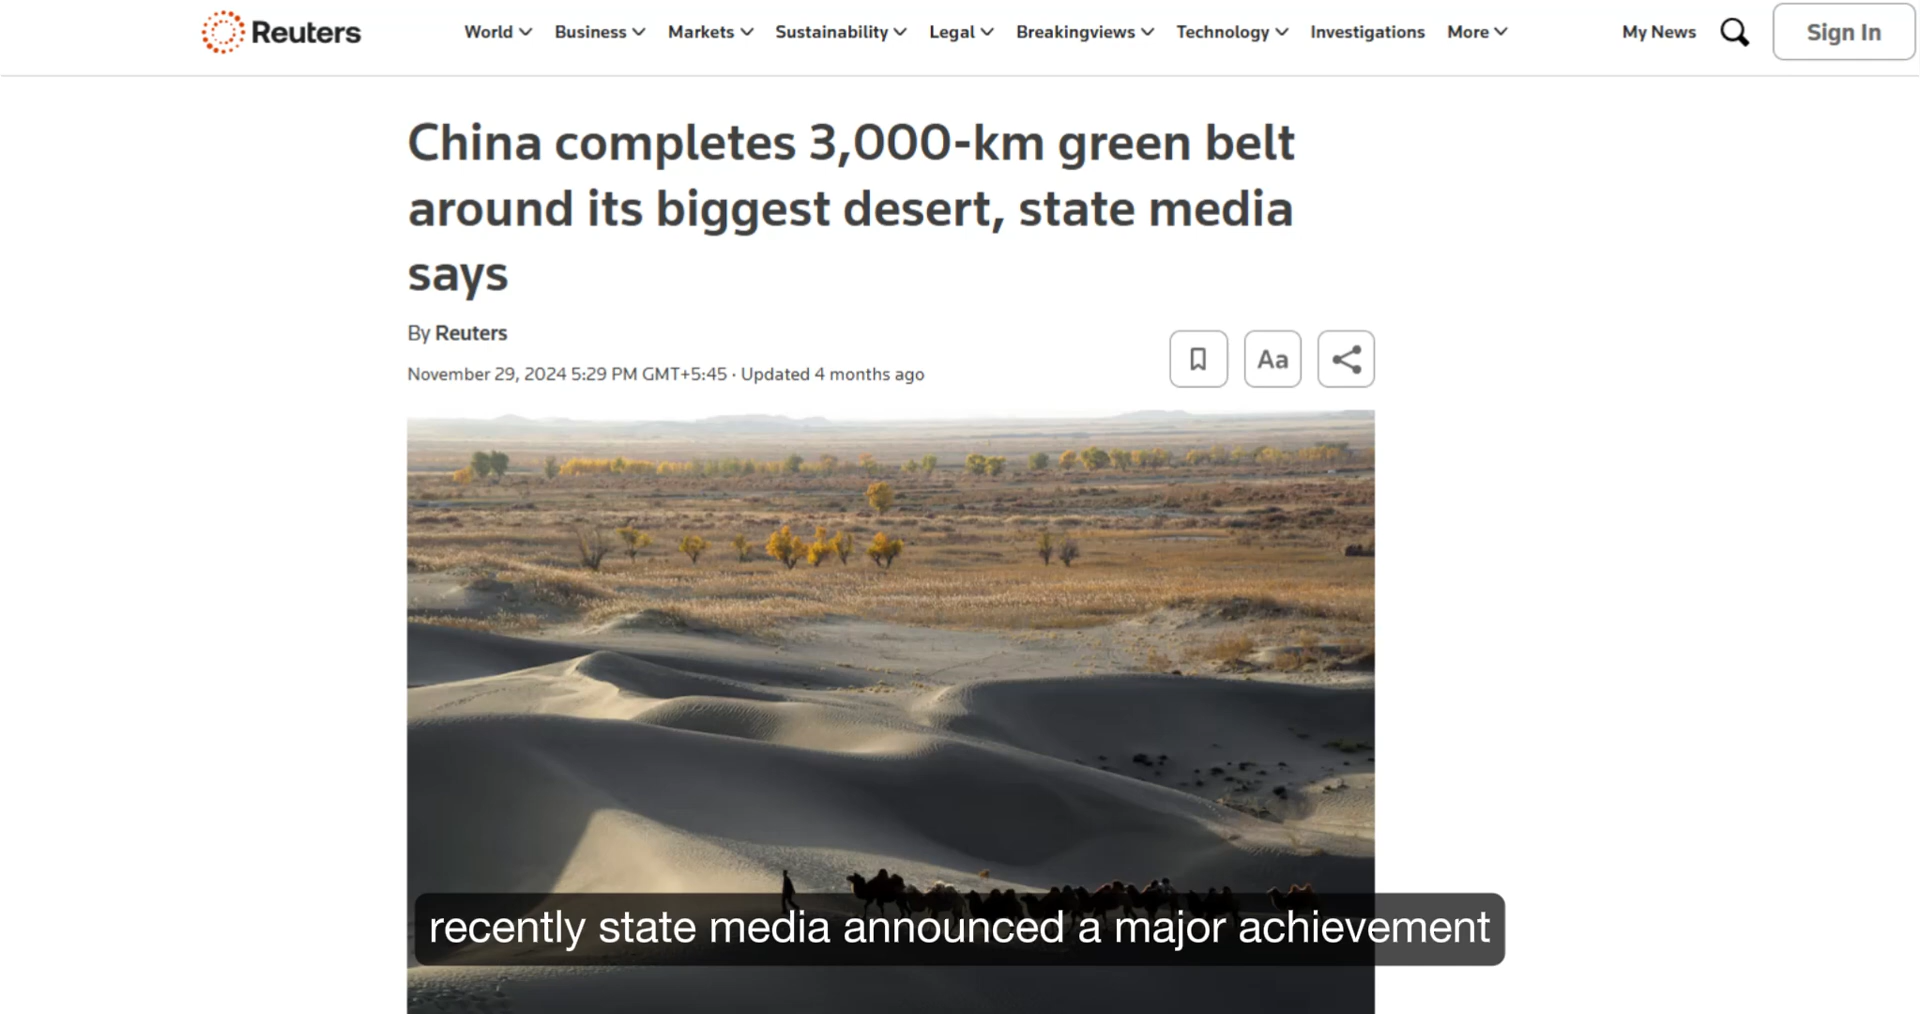 Reuters
World Business Markets Sustainability Legal Breakingviews Technology Investigations More My News Sign In
China completes 3,000-km green belt
around its biggest desert, state media
says
By Reuters
November 29, 2024 5:29 PM GMT+5:45 · Updated 4 months ago
Aa
recently state media announced a major achievement